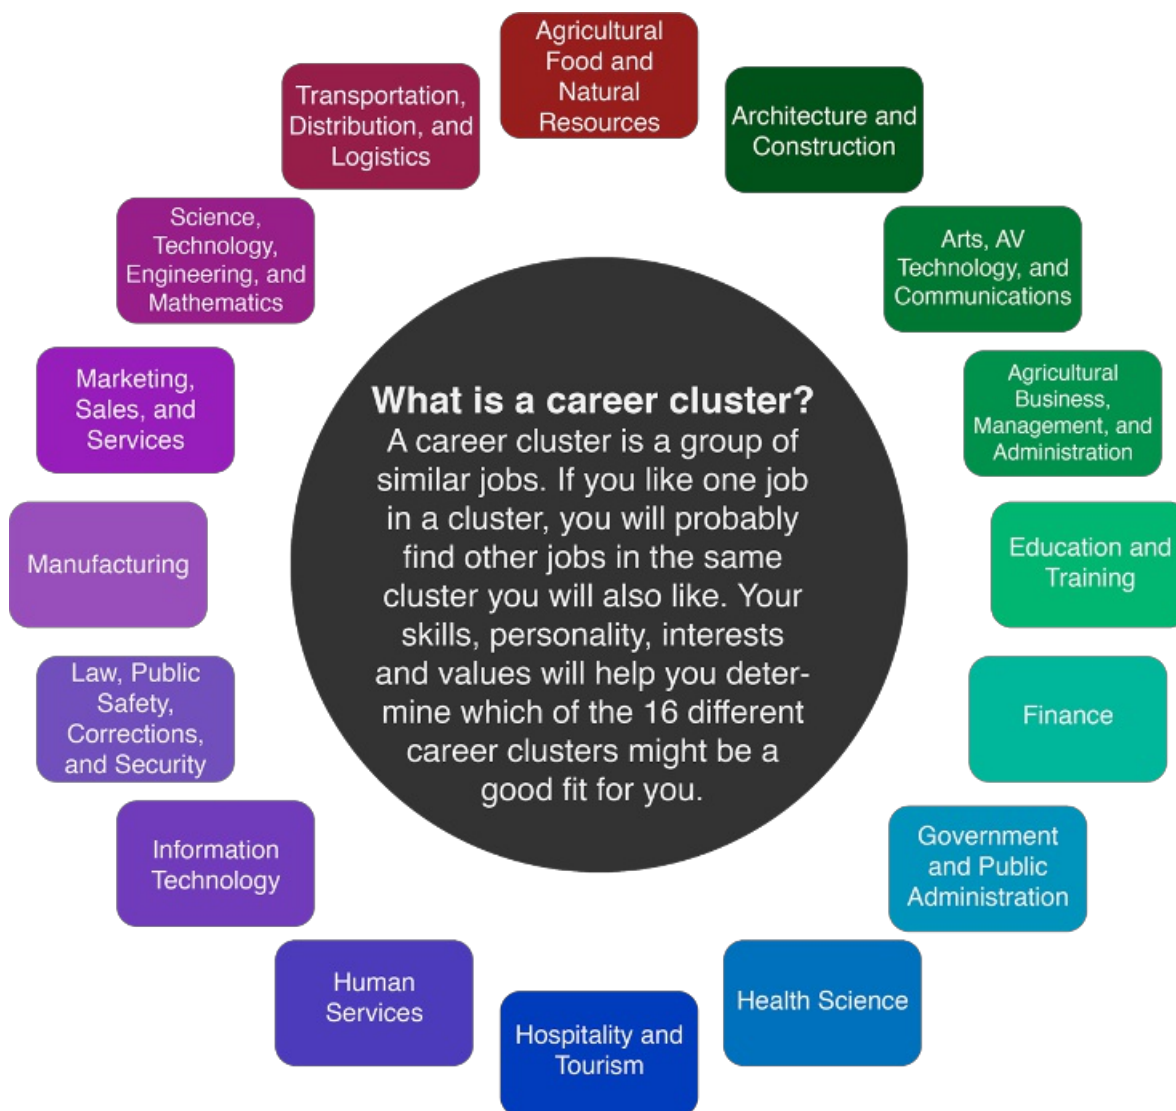 Agricultural
Food and
Natural
Resources
Architecture and
Construction
Arts, AV
Technology, and
Communications
Agricultural
Business,
Management, and
Administration
Education and
Training
Finance
Government
and Public
Administration
Health Science
Hospitality and
Tourism
Human
Services
Information
Technology
Law, Public
Safety,
Corrections,
and Security
Manufacturing
Marketing,
Sales, and
Services
Science,
Technology,
Engineering, and
Mathematics
Transportation,
Distribution, and
Logistics
What is a career cluster?
A career cluster is a group of
similar jobs. If you like one job
in a cluster, you will probably
find other jobs in the same
cluster you will also like. Your
skills, personality, interests
and values will help you deter-
mine which of the 16 different
career clusters might be a
good fit for you.